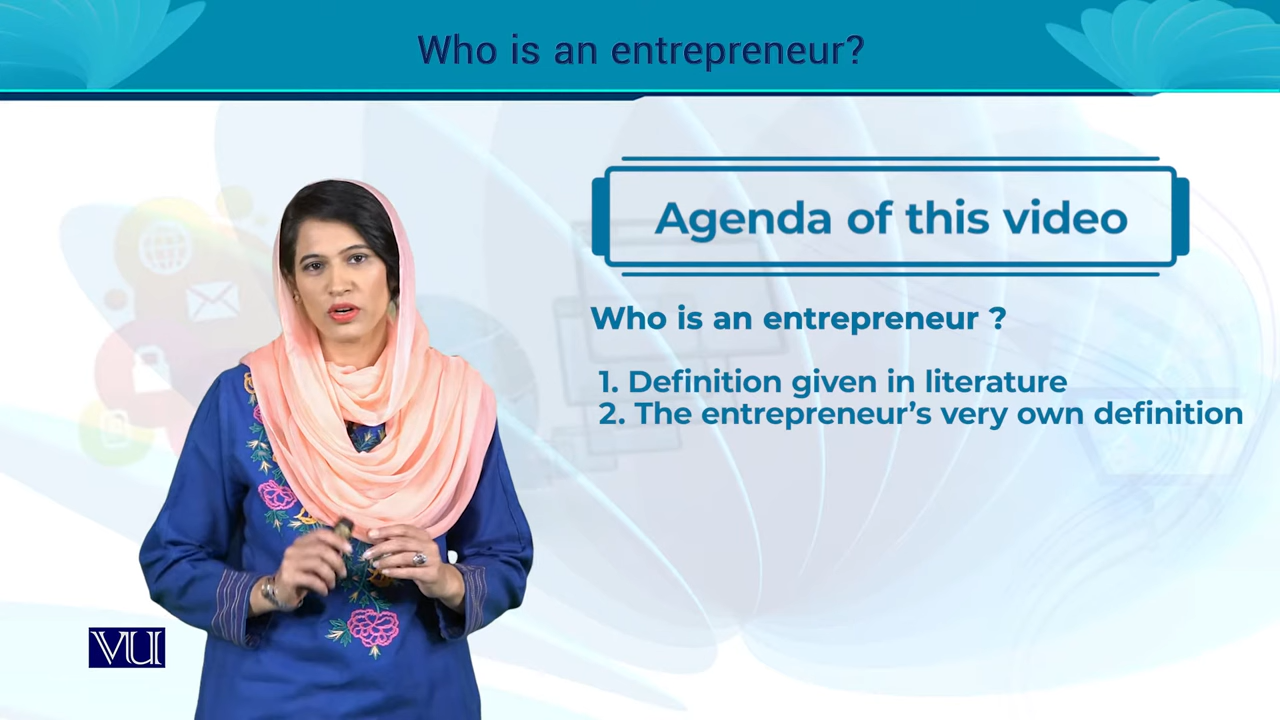 Who is an entrepreneur?
Agenda of this video
Who is an entrepreneur ?
1. Definition given in literature
2. The entrepreneur's very own definition
VU